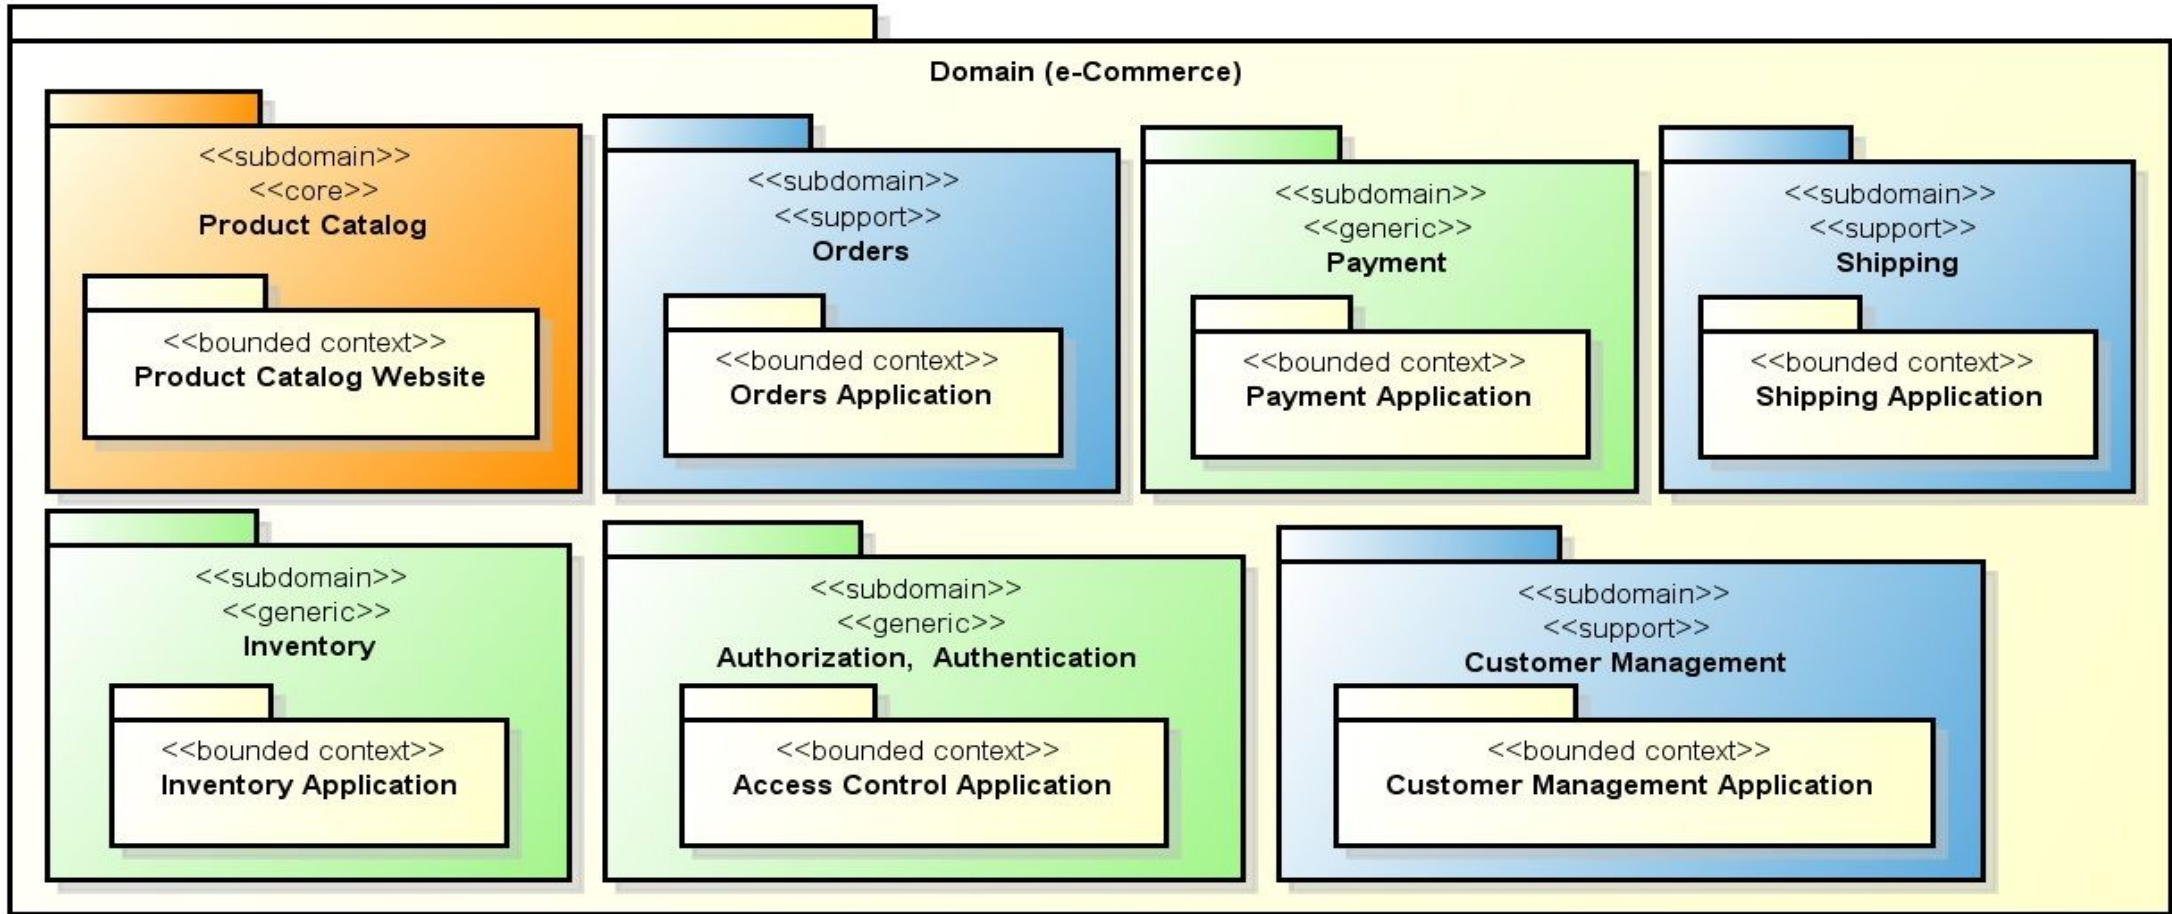 Domain (e-Commerce)
<<subdomain>>
<<core>>
Product Catalog
<<bounded context>>
Product Catalog Website
<<subdomain>>
<<support>>
Orders
<<bounded context>>
Orders Application
<<subdomain>>
<<generic>>
Payment
<<bounded context>>
Payment Application
<<subdomain>>
<<support>>
Shipping
<<bounded context>>
Shipping Application
<<subdomain>>
<<generic>>
Inventory
<<bounded context>>
Inventory Application
<<subdomain>>
<<generic>>
Authorization, Authentication
<<bounded context>>
Access Control Application
<<subdomain>>
<<support>>
Customer Management
<<bounded context>>
Customer Management Application